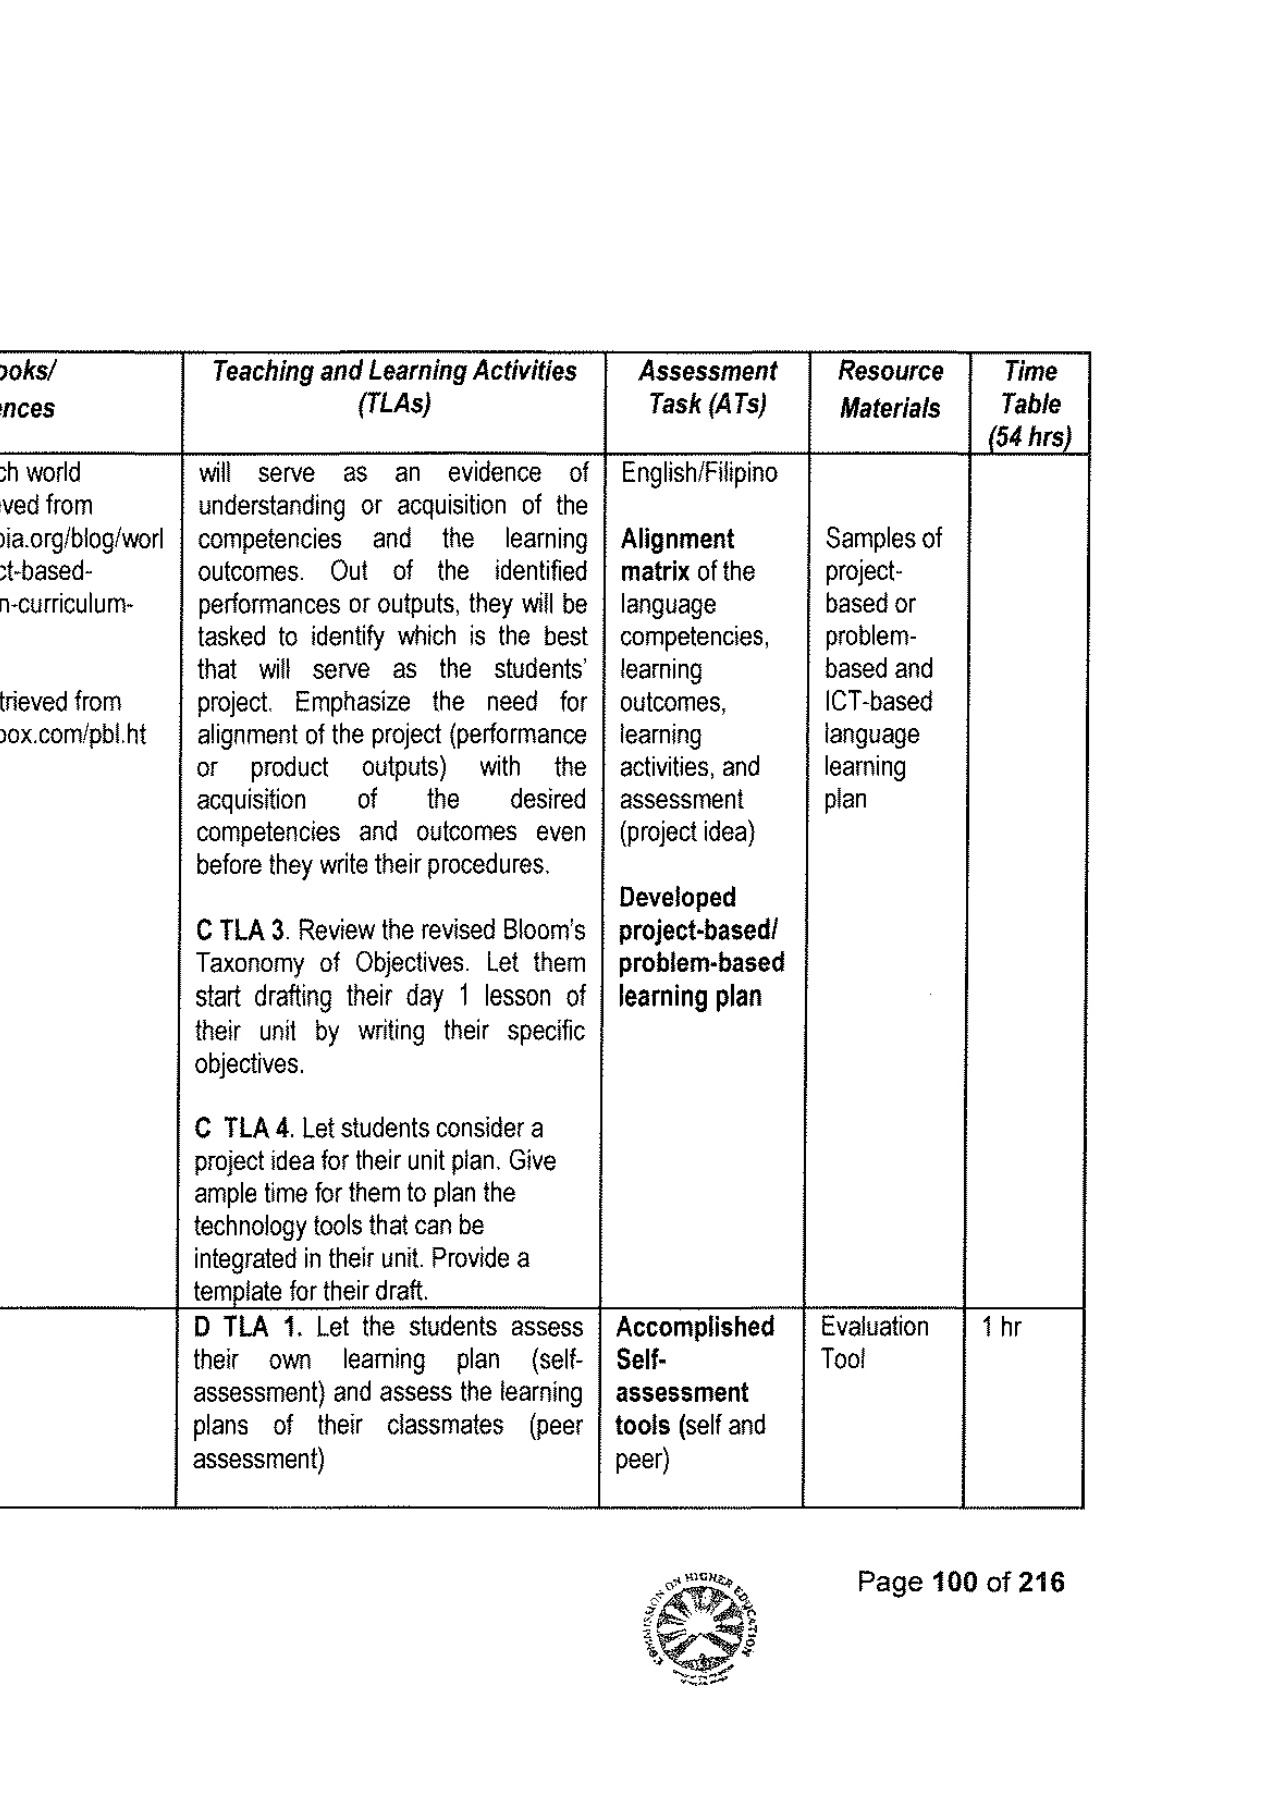 ooks/
ences
Teaching and Learning Activities
(TLAs)
Assessment
Task (ATs)
Resource
Materials
Time
Table
(54 hrs)
ch world
ved from
oia.org/blog/worl
ct-based-
n-curriculum-
trieved from
box.com/pbl.ht
will serve as an evidence of
understanding or acquisition of the
competencies and the learning
outcomes. Out of the identified
performances or outputs, they will be
tasked to identify which is the best
that will serve as the students'
project. Emphasize the need for
alignment of the project (performance
or product outputs) with the
acquisition of the desired
competencies and outcomes even
before they write their procedures.
C TLA 3. Review the revised Bloom's
Taxonomy of Objectives. Let them
start drafting their day 1 lesson of
their unit by writing their specific
objectives.
C TLA 4. Let students consider a
project idea for their unit plan. Give
ample time for them to plan the
technology tools that can be
integrated in their unit. Provide a
template for their draft.
English/Filipino
Alignment
matrix of the
language
competencies,
learning
outcomes,
learning
activities, and
assessment
(project idea)
Developed
project-based/
problem-based
learning plan
Samples of
project-
based or
problem-
based and
ICT-based
language
learning
plan
D TLA 1. Let the students assess
their own learning plan (self-
assessment) and assess the learning
plans of their classmates (peer
assessment)
Accomplished
Self-
assessment
tools (self and
peer)
Evaluation
Tool
1 hr
COMMISSION ON HIGHER EDUCATION
Page 100 of 216